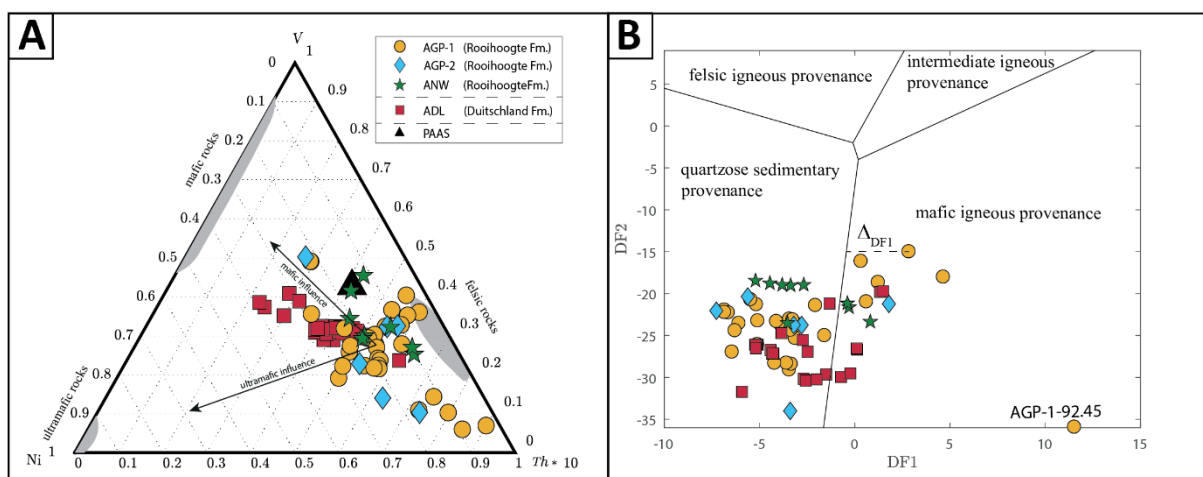 A
V
0 1
AGP-1 (Rooihoogte Fm.)
AGP-2 (Rooihoogte Fm.)
ANW (RooihoogteFm.)
ADL (Duitschland Fm.)
PAAS
0.1 0.9
0.2 0.8
0.3 0.7
0.4 0.6
0.5 0.5
0.6 0.4
0.7 0.3
0.8 0.2
0.9 0.1
1 0
mafic rocks
ultramafic rocks
felsic rocks
mafic influence
ultramafic influence
Ni 0 0.1 0.2 0.3 0.4 0.5 0.6 0.7 0.8 0.9 1 Th * 10
B
felsic igneous provenance
intermediate igneous
provenance
quartzose sedimentary
provenance
mafic igneous provenance
ΔDF1
AGP-1-92.45
DF2
5
0
-5
-10
-15
-20
-25
-30
-35
-10 -5 0 5 10 15
DF1